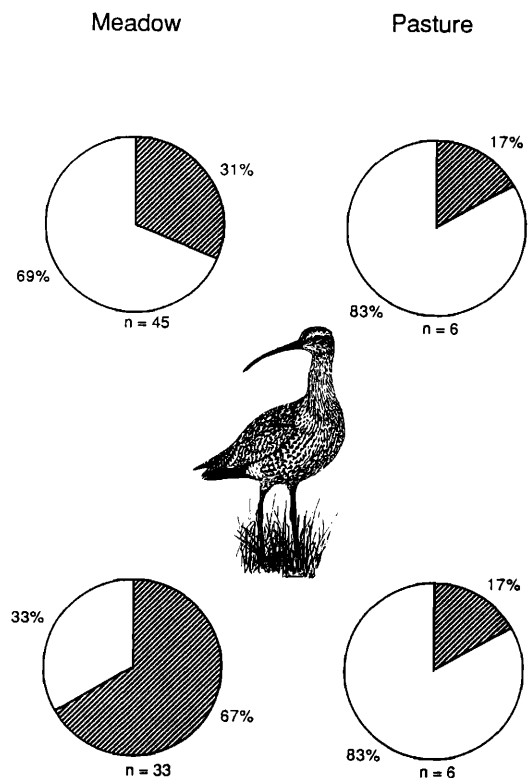 Meadow
Pasture
31%
69%
n = 45
17%
83%
n = 6
33%
67%
n = 33
17%
83%
n = 6